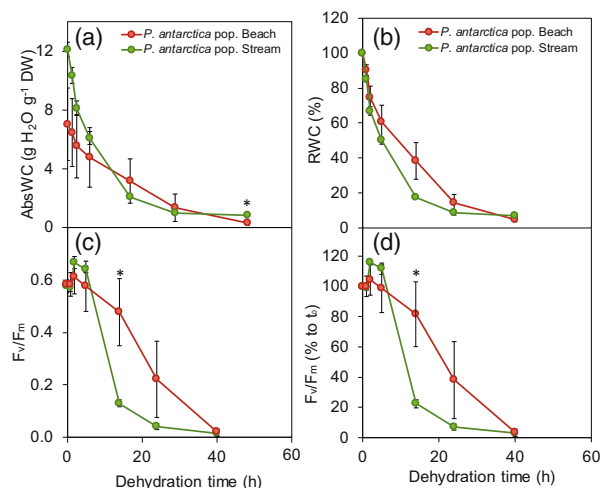 (a)
P. antarctica pop. Beach
P. antarctica pop. Stream
12
8
4
0
AbsWC (g H₂O g⁻¹ DW)
*
(b)
P. antarctica pop. Beach
P. antarctica pop. Stream
120
100
80
60
40
20
0
RWC (%)
(c)
*
0.6
0.4
0.2
0.0
Fv/Fm
0 20 40 60
Dehydration time (h)
(d)
*
120
100
80
60
40
20
0
Fv/Fm (% to t₀)
0 20 40 60
Dehydration time (h)